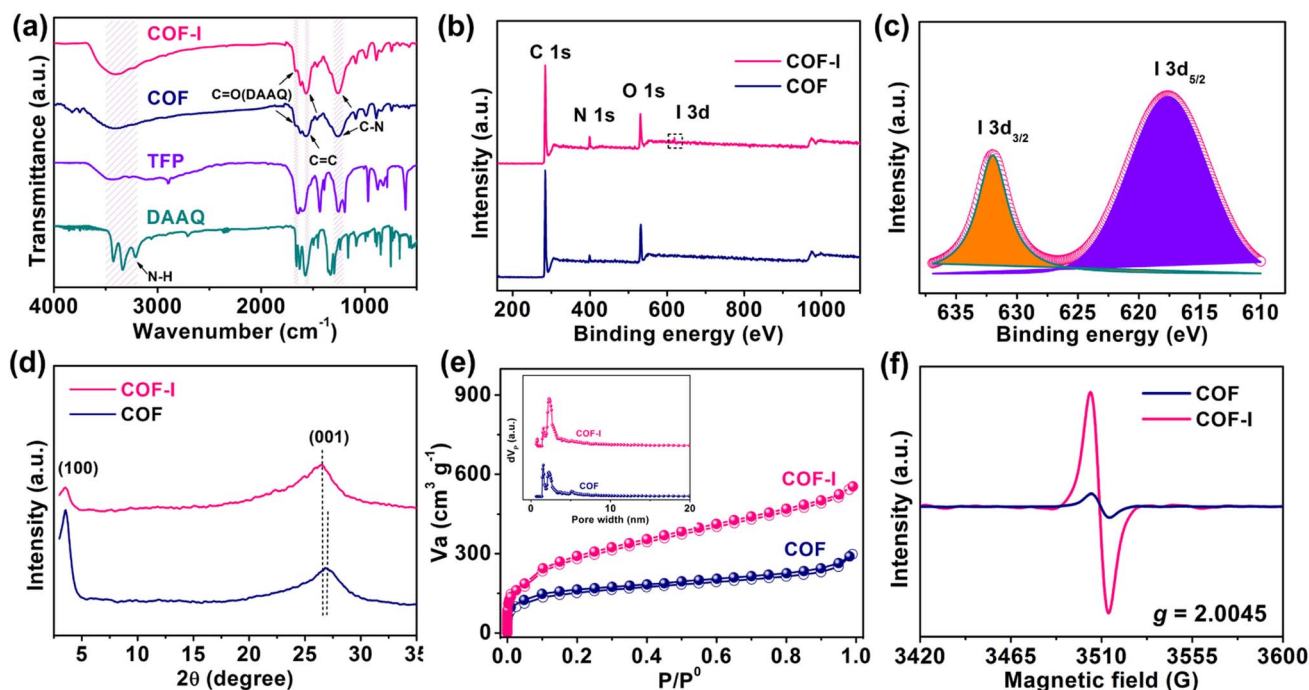 (a)
COF-I
C=O(DAAQ)
COF
C-N
C=C
TFP
DAAQ
N-H
Transmittance (a.u.)
4000 3000 2000 1000
Wavenumber (cm⁻¹)
(b)
COF-I
COF
C 1s
N 1s
O 1s
I 3d
Intensity (a.u.)
200 400 600 800 1000
Binding energy (eV)
(c)
I 3d₅/₂
I 3d₃/₂
Intensity (a.u.)
635 630 625 620 615 610
Binding energy (eV)
(d)
COF-I
COF
(100)
(001)
Intensity (a.u.)
5 10 15 20 25 30 35
2θ (degree)
(e)
900
600
300
0
Va (cm³ g⁻¹)
dVₚ (a.u.)
COF-I
COF
0 10 20
Pore width (nm)
COF-I
COF
0.0 0.2 0.4 0.6 0.8 1.0
P/P⁰
(f)
COF
COF-I
g = 2.0045
Intensity (a.u.)
3420 3465 3510 3555 3600
Magnetic field (G)